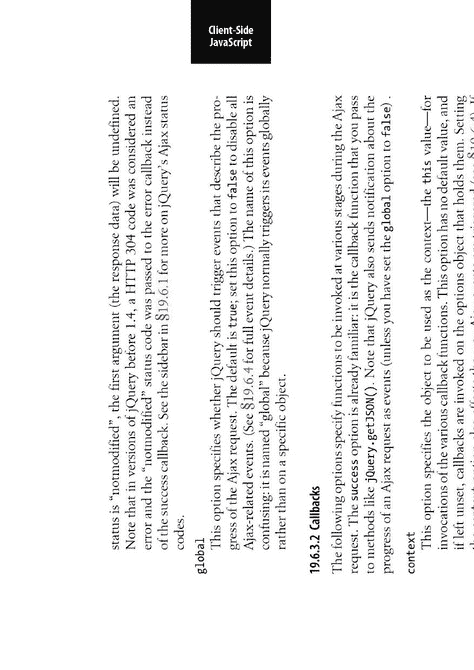 Client-Side
JavaScript
status is “notmodified”, the first argument (the response data) will be undefined.
Note that in versions of jQuery before 1.4, a HTTP 304 code was considered an
error and the “notmodified” status code was passed to the error callback instead
of the success callback. See the sidebar in §19.6.1 for more on jQuery’s Ajax status
codes.
global
This option specifies whether jQuery should trigger events that describe the pro-
gress of the Ajax request. The default is true; set this option to false to disable all
Ajax-related events. (See §19.6.4 for full event details.) The name of this option is
confusing: it is named “global” because jQuery normally triggers its events globally
rather than on a specific object.
19.6.3.2 Callbacks
The following options specify functions to be invoked at various stages during the Ajax
request. The success option is already familiar: it is the callback function that you pass
to methods like jQuery.getJSON(). Note that jQuery also sends notification about the
progress of an Ajax request as events (unless you have set the global option to false).
context
This option specifies the object to be used as the context—the this value—for
invocations of the various callback functions. This option has no default value, and
if left unset, callbacks are invoked on the options object that holds them. Setting